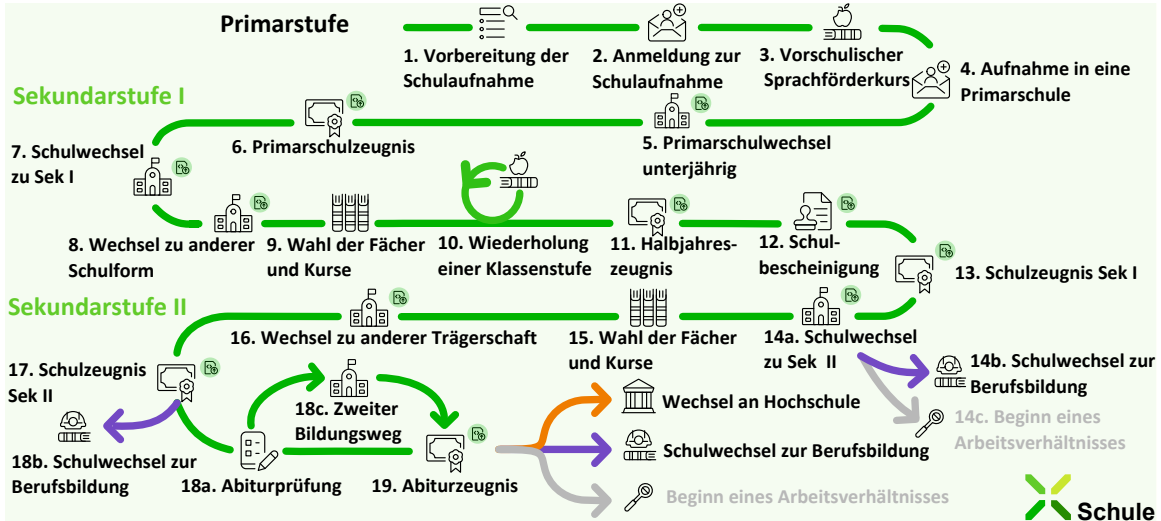 Primarstufe
1. Vorbereitung der
Schulaufnahme
2. Anmeldung zur
Schulaufnahme
3. Vorschulischer
Sprachförderkurs
4. Aufnahme in eine
Primarschule
Sekundarstufe I
5. Primarschulwechsel
unterjährig
6. Primarschulzeugnis
7. Schulwechsel
zu Sek I
8. Wechsel zu anderer
Schulform
9. Wahl der Fächer
und Kurse
10. Wiederholung
einer Klassenstufe
11. Halbjahres-
zeugnis
12. Schul-
bescheinigung
13. Schulzeugnis Sek I
Sekundarstufe II
14a. Schulwechsel
zu Sek II
14b. Schulwechsel zur
Berufsbildung
14c. Beginn eines
Arbeitsverhältnisses
15. Wahl der Fächer
und Kurse
16. Wechsel zu anderer Trägerschaft
17. Schulzeugnis
Sek II
18b. Schulwechsel zur
Berufsbildung
18a. Abiturprüfung
18c. Zweiter
Bildungsweg
19. Abiturzeugnis
Wechsel an Hochschule
Schulwechsel zur Berufsbildung
Beginn eines Arbeitsverhältnisses
Schule